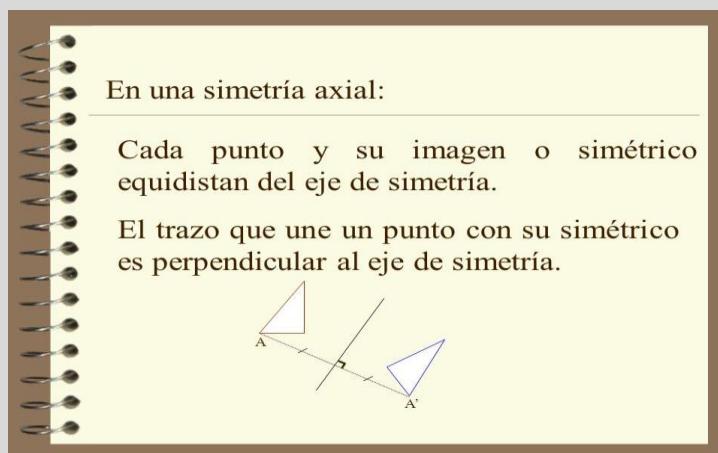 En una simetría axial:
Cada punto y su imagen o simétrico
equidistan del eje de simetría.
El trazo que une un punto con su simétrico
es perpendicular al eje de simetría.
A
A'